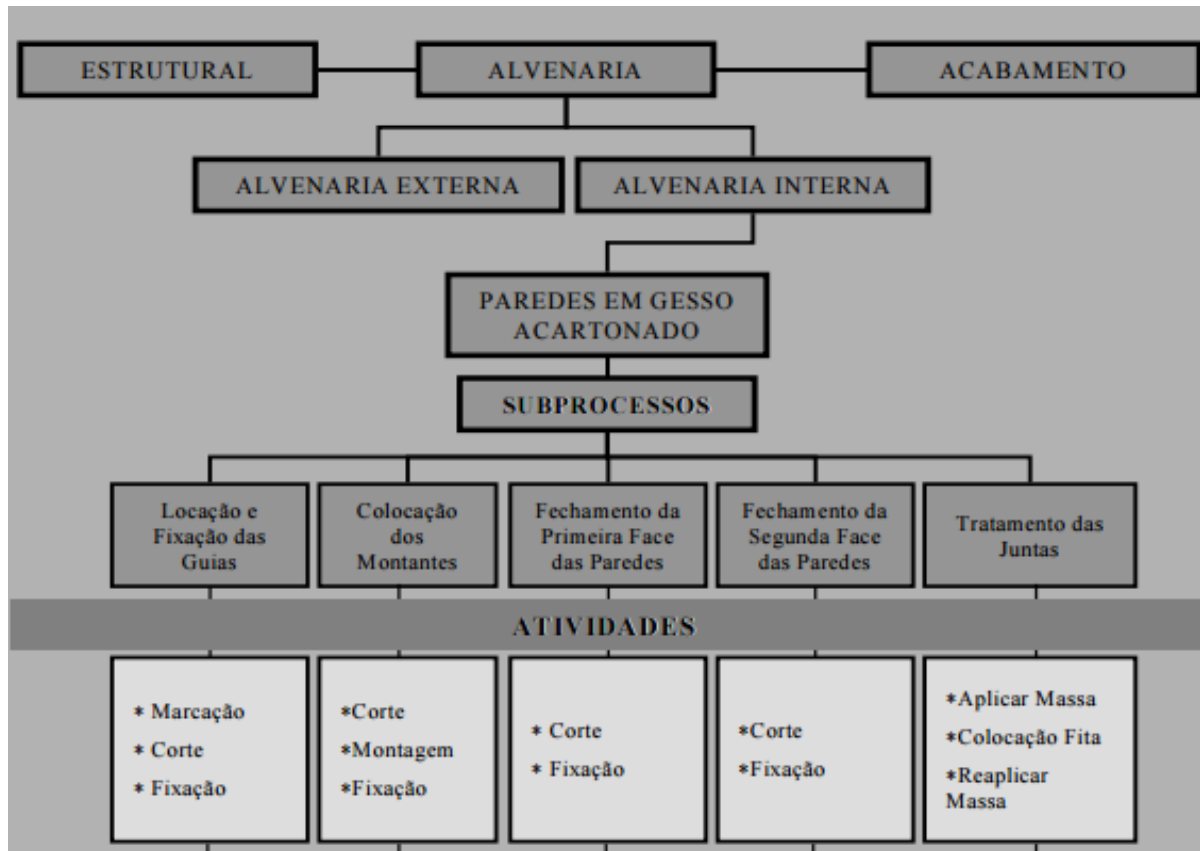 ESTRUTURAL
ALVENARIA
ACABAMENTO
ALVENARIA EXTERNA
ALVENARIA INTERNA
PAREDES EM GESSO
ACARTONADO
SUBPROCESSOS
Locação e
Fixação das
Guias
Colocação
dos
Montantes
Fechamento da
Primeira Face
das Paredes
Fechamento da
Segunda Face
das Paredes
Tratamento das
Juntas
ATIVIDADES
* Marcação
* Corte
* Fixação
*Corte
*Montagem
*Fixação
* Corte
* Fixação
*Corte
*Fixação
*Aplicar Massa
*Colocação Fita
*Reaplicar
Massa